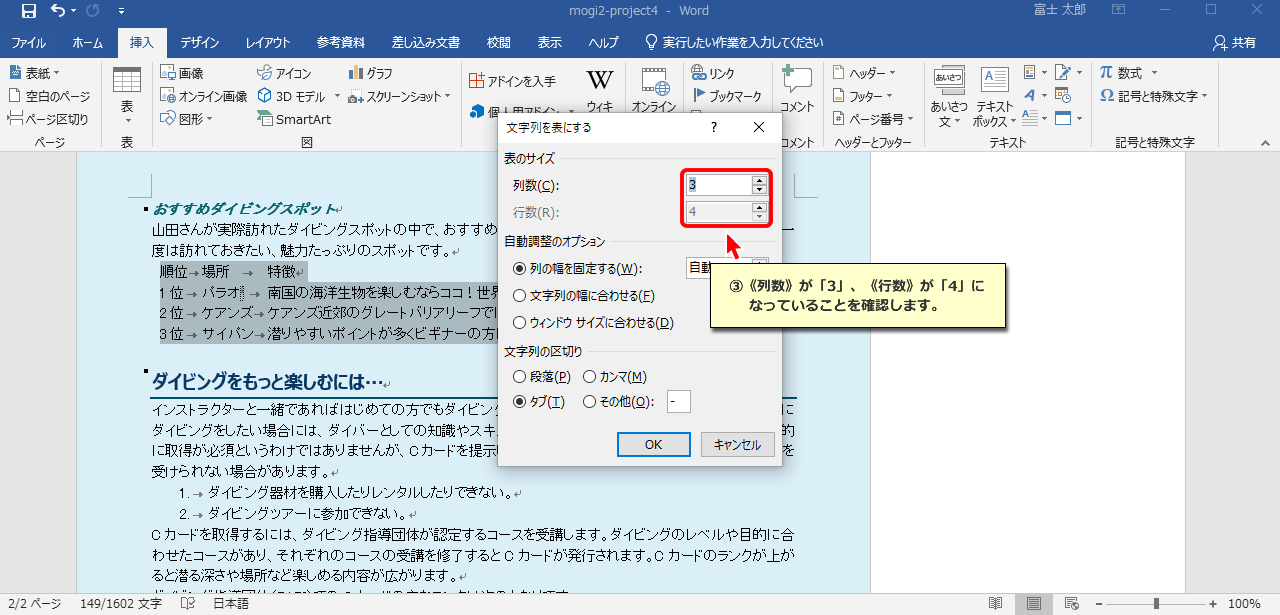 mogi2-project4 - Word
富士 太郎
ファイル ホーム 挿入 デザイン レイアウト 参考資料 差し込み文書 校閲 表示 ヘルプ 実行したい作業を入力してください 共有
表紙
空白のページ
ページ区切り
ページ
表
表
画像
オンライン画像
図形
アイコン
3D モデル
SmartArt
グラフ
スクリーンショット
図
アドインを入手
個人用アドイン
W
ウィキ
オンライン
リンク
ブックマーク
コメント
コメント
ヘッダー
フッター
ページ番号
ヘッダーとフッター
あいさつ
あいさつ
文
A
テキスト
ボックス
テキスト
π 数式
Ω 記号と特殊文字
記号と特殊文字
おすすめダイビングスポット
山田さんが実際訪れたダイビングスポットの中で、おすすめ
度は訪れておきたい、魅力たっぷりのスポットです。
順位→場所 → 特徴
1 位→ パラオ → 南国の海洋生物を楽しむならココ!世界
2 位→ ケアンズ→ケアンズ近郊のグレートバリアリーフでは
3 位→ サイパン→潜りやすいポイントが多くビギナーの方に
ダイビングをもっと楽しむには…
インストラクターと一緒であればはじめての方でもダイビング
に
ダイビングをしたい場合には、ダイバーとしての知識やスキ
的
に取得が必須というわけではありませんが、Cカードを提示
を
受けられない場合があります。
1.→ダイビング器材を購入したりレンタルしたりできない。
2.→ダイビングツアーに参加できない。
Cカードを取得するには、ダイビング指導団体が認定するコースを受講します。ダイビングのレベルや目的に合
わせたコースがあり、それぞれのコースの受講を修了するとCカードが発行されます。Cカードのランクが上が
ると潜る深さや場所など楽しめる内容が広がります。
文字列を表にする ?
表のサイズ
列数(C): 3
行数(R): 4
自動調整のオプション
列の幅を固定する(W): 自動
文字列の幅に合わせる(F)
ウィンドウ サイズに合わせる(D)
文字列の区切り
段落(P) カンマ(M)
タブ(T) その他(O): -
OK キャンセル
③《列数》が「3」、《行数》が「4」に
なっていることを確認します。
2/2 ページ 149/1602 文字 日本語 100%